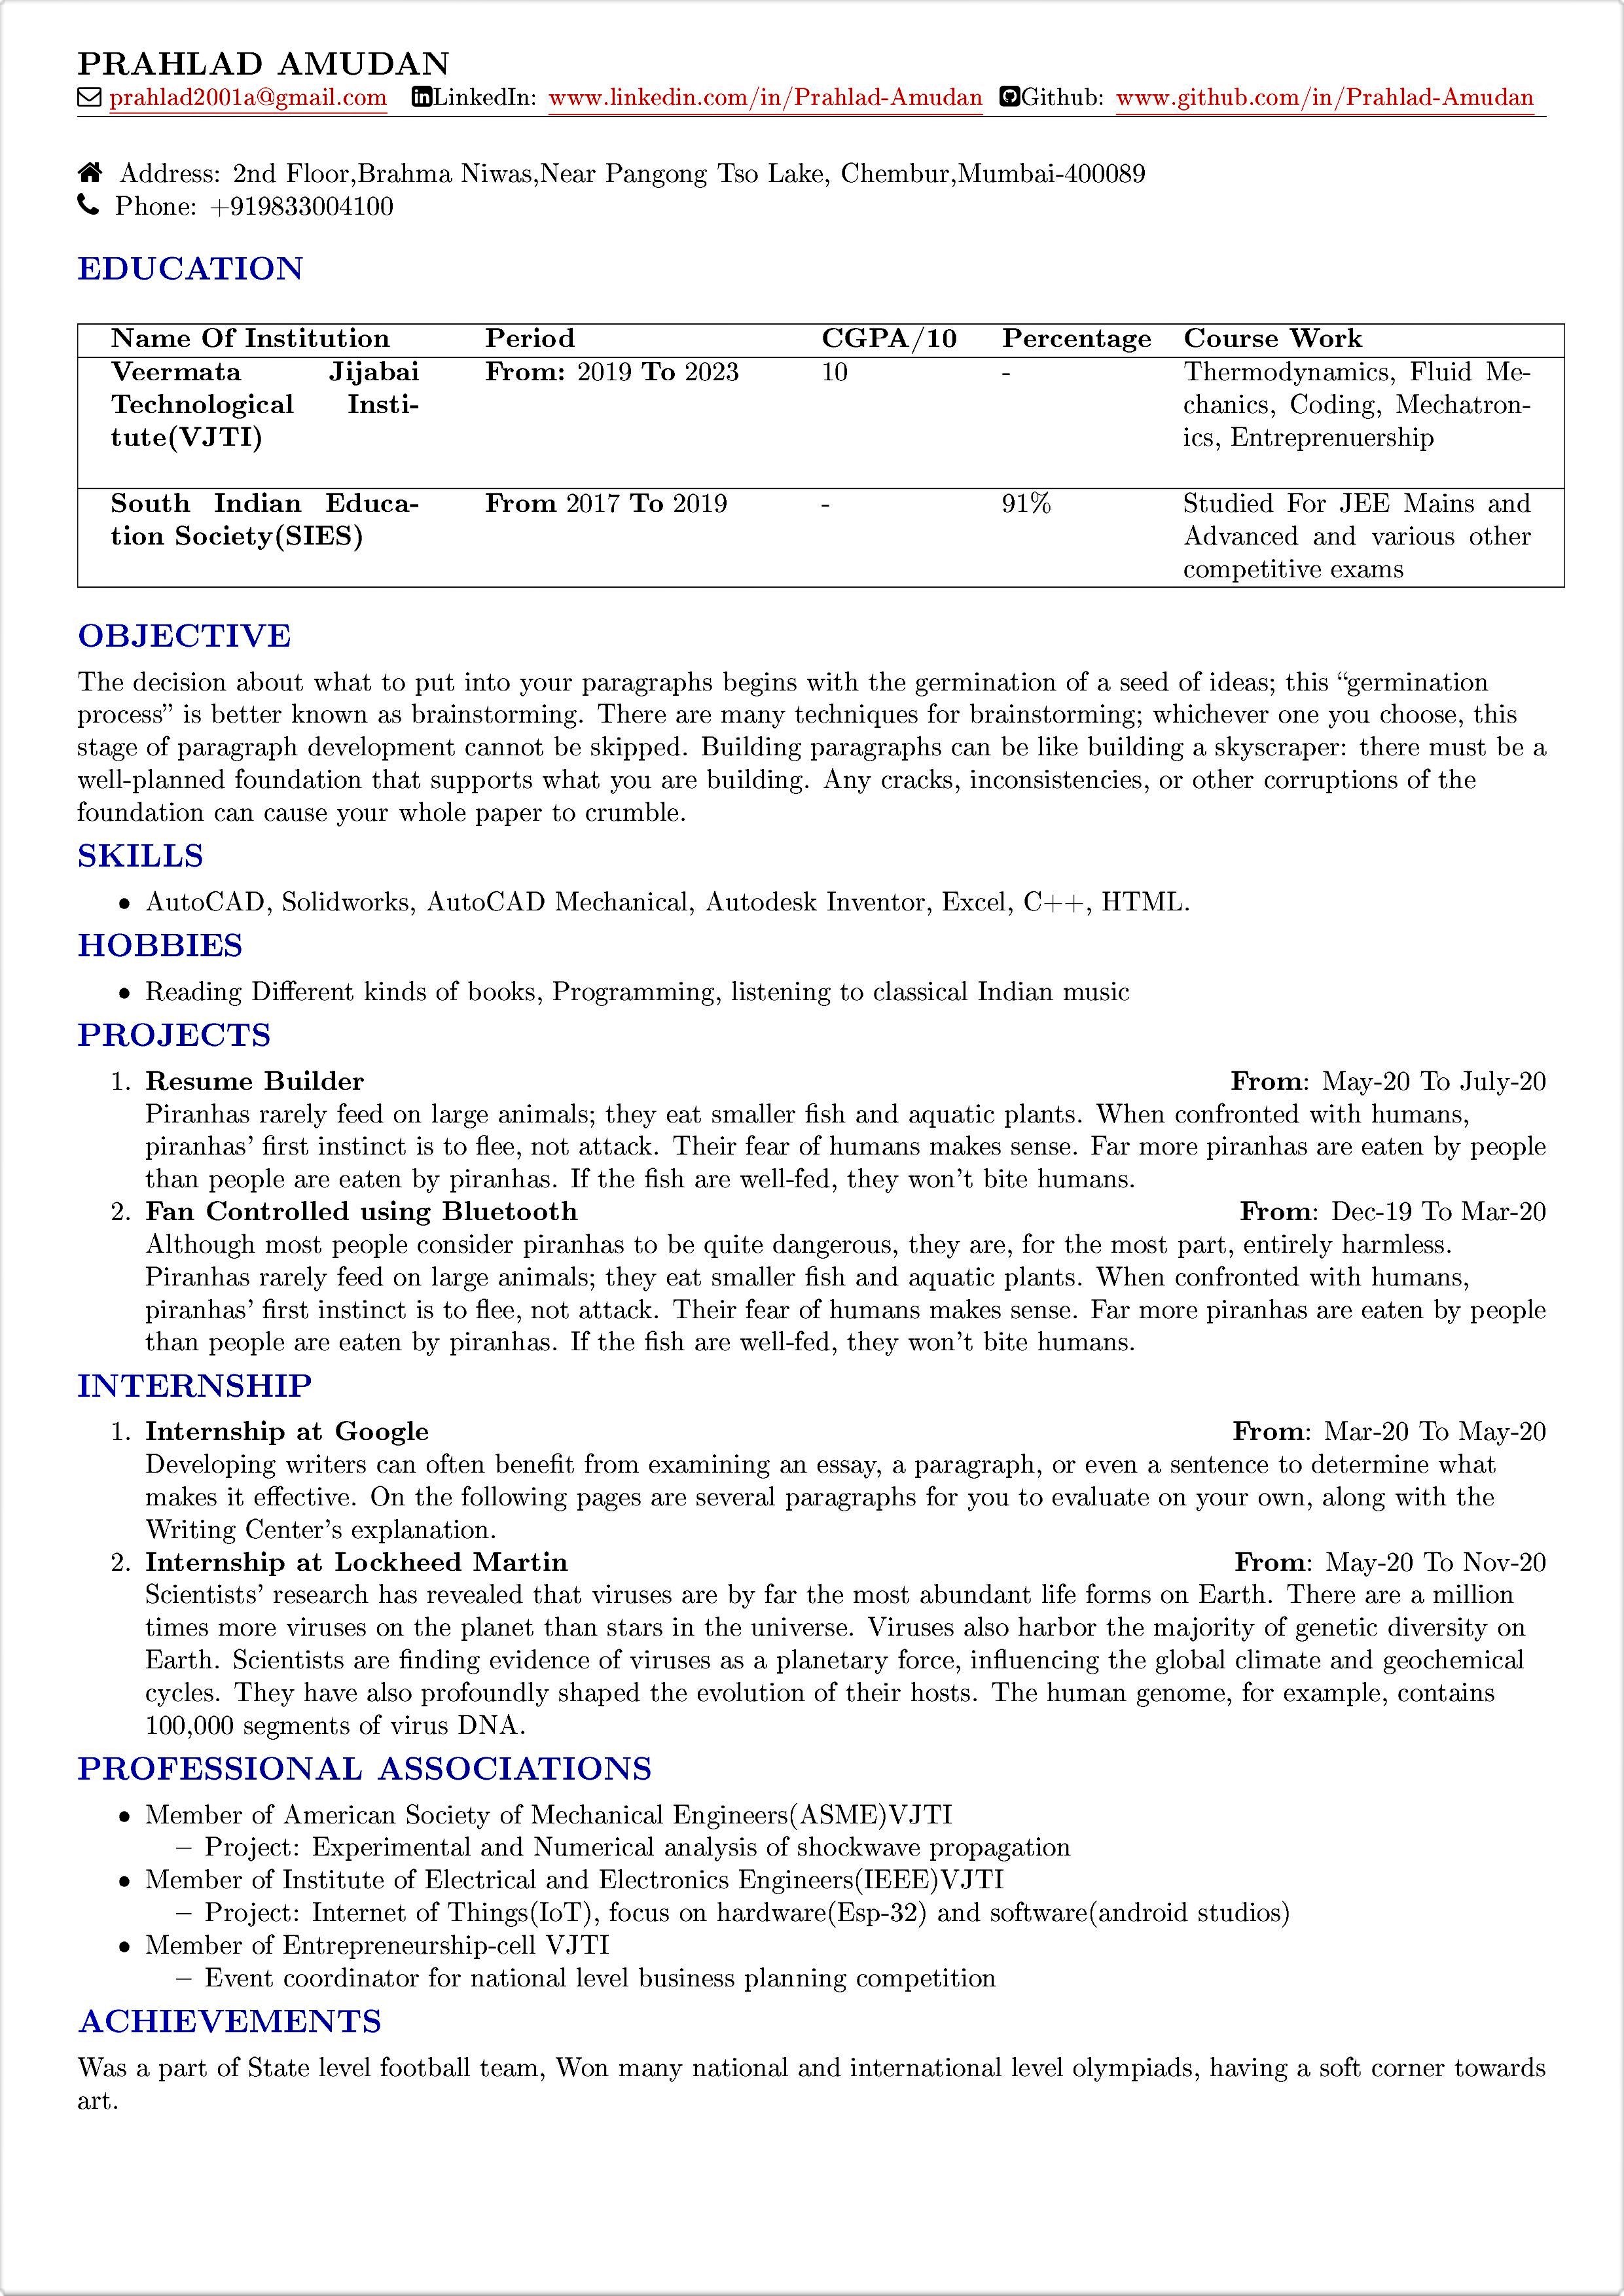 PRAHLAD AMUDAN
prahlad2001a@gmail.com LinkedIn: www.linkedin.com/in/Prahlad-Amudan Github: www.github.com/in/Prahlad-Amudan
Address: 2nd Floor,Brahma Niwas,Near Pangong Tso Lake, Chembur,Mumbai-400089
Phone: +919833004100
EDUCATION
Name Of Institution Period CGPA/10 Percentage Course Work
Veermata Jijabai From: 2019 To 2023 10 - Thermodynamics, Fluid Me-
Technological Insti- chanics, Coding, Mechatron-
tute(VJTI) ics, Entreprenuership
South Indian Educa- From 2017 To 2019 - 91% Studied For JEE Mains and
tion Society(SIES) Advanced and various other
competitive exams
OBJECTIVE
The decision about what to put into your paragraphs begins with the germination of a seed of ideas; this “germination
process” is better known as brainstorming. There are many techniques for brainstorming; whichever one you choose, this
stage of paragraph development cannot be skipped. Building paragraphs can be like building a skyscraper: there must be a
well-planned foundation that supports what you are building. Any cracks, inconsistencies, or other corruptions of the
foundation can cause your whole paper to crumble.
SKILLS
• AutoCAD, Solidworks, AutoCAD Mechanical, Autodesk Inventor, Excel, C++, HTML.
HOBBIES
• Reading Different kinds of books, Programming, listening to classical Indian music
PROJECTS
1. Resume Builder From: May-20 To July-20
Piranhas rarely feed on large animals; they eat smaller fish and aquatic plants. When confronted with humans,
piranhas’ first instinct is to flee, not attack. Their fear of humans makes sense. Far more piranhas are eaten by people
than people are eaten by piranhas. If the fish are well-fed, they won’t bite humans.
2. Fan Controlled using Bluetooth From: Dec-19 To Mar-20
Although most people consider piranhas to be quite dangerous, they are, for the most part, entirely harmless.
Piranhas rarely feed on large animals; they eat smaller fish and aquatic plants. When confronted with humans,
piranhas’ first instinct is to flee, not attack. Their fear of humans makes sense. Far more piranhas are eaten by people
than people are eaten by piranhas. If the fish are well-fed, they won’t bite humans.
INTERNSHIP
1. Internship at Google From: Mar-20 To May-20
Developing writers can often benefit from examining an essay, a paragraph, or even a sentence to determine what
makes it effective. On the following pages are several paragraphs for you to evaluate on your own, along with the
Writing Center’s explanation.
2. Internship at Lockheed Martin From: May-20 To Nov-20
Scientists’ research has revealed that viruses are by far the most abundant life forms on Earth. There are a million
times more viruses on the planet than stars in the universe. Viruses also harbor the majority of genetic diversity on
Earth. Scientists are finding evidence of viruses as a planetary force, influencing the global climate and geochemical
cycles. They have also profoundly shaped the evolution of their hosts. The human genome, for example, contains
100,000 segments of virus DNA.
PROFESSIONAL ASSOCIATIONS
• Member of American Society of Mechanical Engineers(ASME)VJTI
– Project: Experimental and Numerical analysis of shockwave propagation
• Member of Institute of Electrical and Electronics Engineers(IEEE)VJTI
– Project: Internet of Things(IoT), focus on hardware(Esp-32) and software(android studios)
• Member of Entrepreneurship-cell VJTI
– Event coordinator for national level business planning competition
ACHIEVEMENTS
Was a part of State level football team, Won many national and international level olympiads, having a soft corner towards
art.